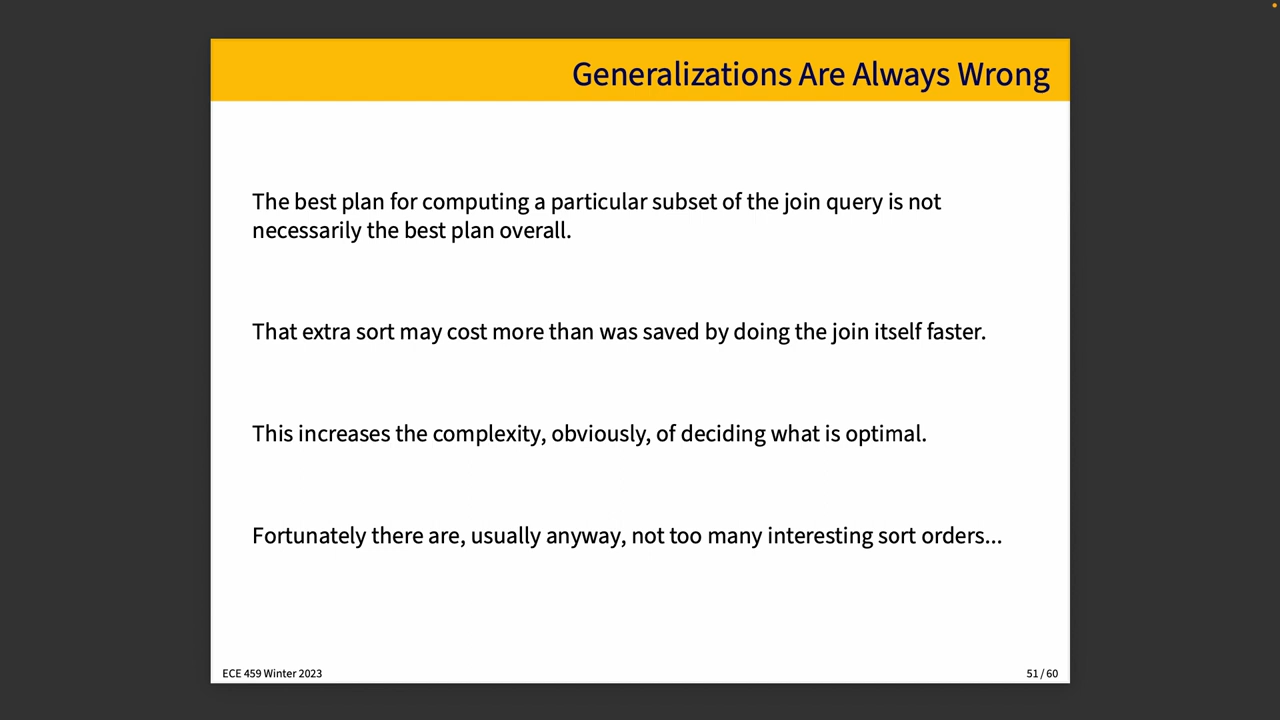 Generalizations Are Always Wrong
The best plan for computing a particular subset of the join query is not
necessarily the best plan overall.
That extra sort may cost more than was saved by doing the join itself faster.
This increases the complexity, obviously, of deciding what is optimal.
Fortunately there are, usually anyway, not too many interesting sort orders...
ECE 459 Winter 2023
51 / 60